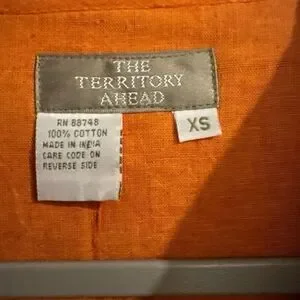 THE
TERRITORY
AHEAD
XS
RN 88748
100% COTTON
MADE IN INDIA
CARE CODE ON
REVERSE SIDE